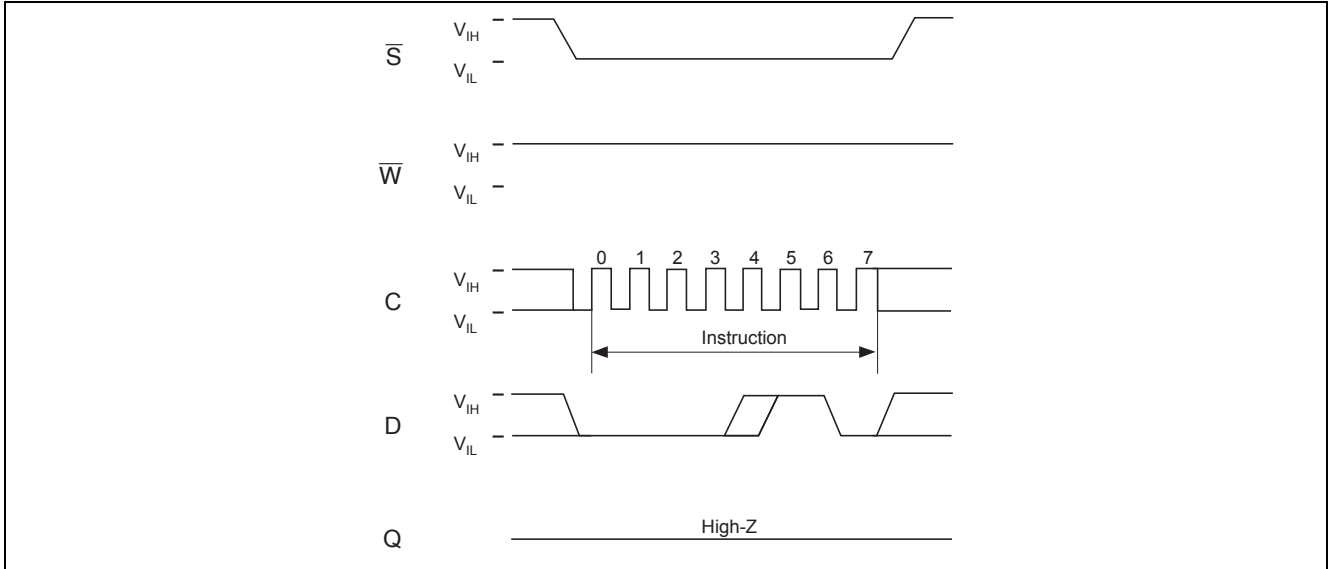 V_IH
S̅
V_IL
V_IH
W̅
V_IL
0 1 2 3 4 5 6 7
V_IH
C
V_IL
Instruction
V_IH
D
V_IL
High-Z
Q